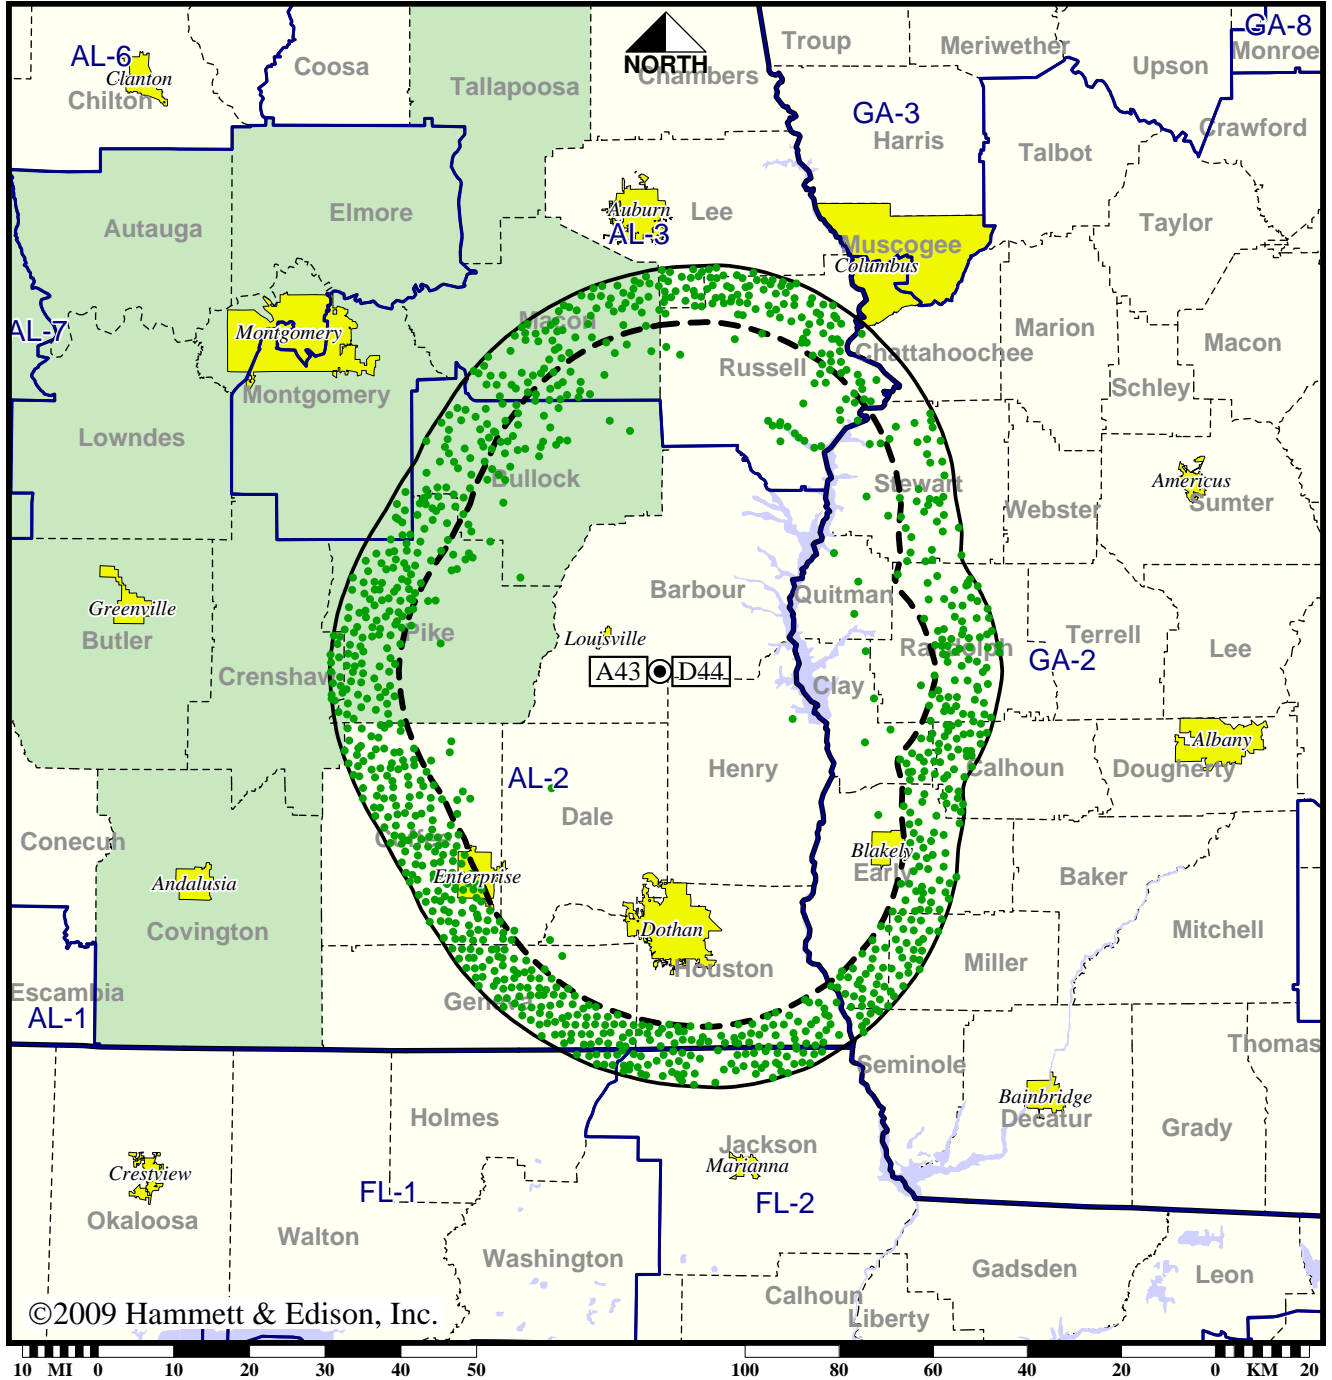 GA-8
Troup
Meriwether
Monroe
AL-6
Clanton
Chilton
Coosa
Tallapoosa
NORTH
Chambers
Upson
GA-3
Harris
Crawford
Talbot
Autauga
Elmore
Auburn
Lee
AL-3
Taylor
Muscogee
Columbus
AL-7
Montgomery
Montgomery
Macon
Russell
Chattahoochee
Marion
Macon
Schley
Lowndes
Bullock
Stewart
Webster
Americus
Sumter
Greenville
Butler
Pike
Barbour
Quitman
Louisville
Randolph
Terrell
GA-2
Lee
Crenshaw
A43
D44
Clay
Albany
AL-2
Henry
Calhoun
Dougherty
Dale
Conecuh
Coffee
Blakely
Early
Baker
Andalusia
Enterprise
Covington
Dothan
Houston
Mitchell
Miller
Escambia
AL-1
Geneva
Thomas
Seminole
Bainbridge
Decatur
Grady
Holmes
Jackson
Marianna
Crestview
FL-1
FL-2
Okaloosa
Walton
Washington
Gadsden
Leon
Calhoun
Liberty
©2009 Hammett & Edison, Inc.
10 MI 0 10 20 30 40 50 100 80 60 40 20 0 KM 20